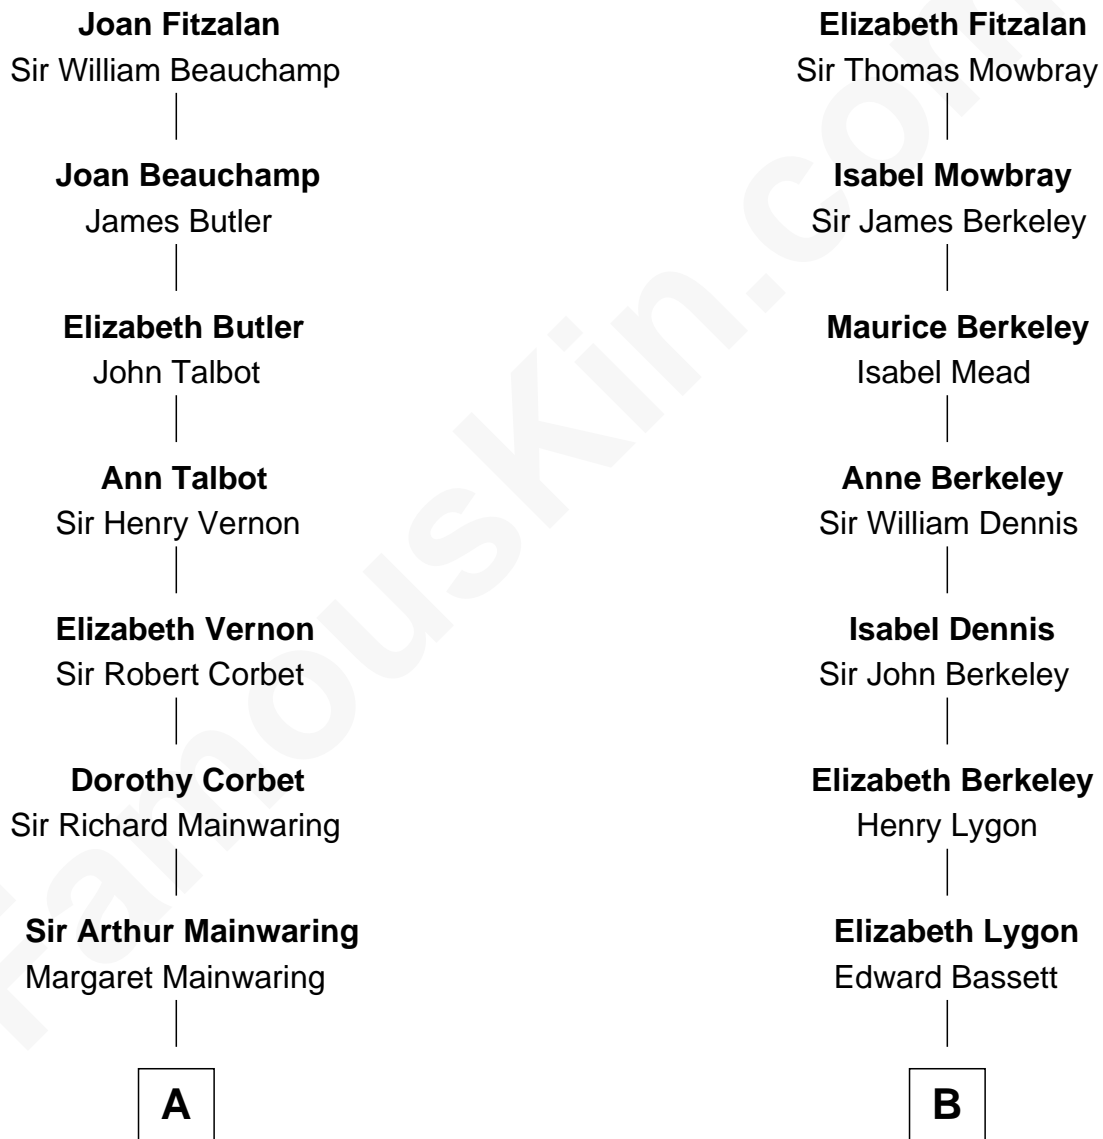 Joan Fitzalan
Sir William Beauchamp
Joan Beauchamp
James Butler
Elizabeth Butler
John Talbot
Ann Talbot
Sir Henry Vernon
Elizabeth Vernon
Sir Robert Corbet
Dorothy Corbet
Sir Richard Mainwaring
Sir Arthur Mainwaring
Margaret Mainwaring
A
Elizabeth Fitzalan
Sir Thomas Mowbray
Isabel Mowbray
Sir James Berkeley
Maurice Berkeley
Isabel Mead
Anne Berkeley
Sir William Dennis
Isabel Dennis
Sir John Berkeley
Elizabeth Berkeley
Henry Lygon
Elizabeth Lygon
Edward Bassett
B
FamousKin.com